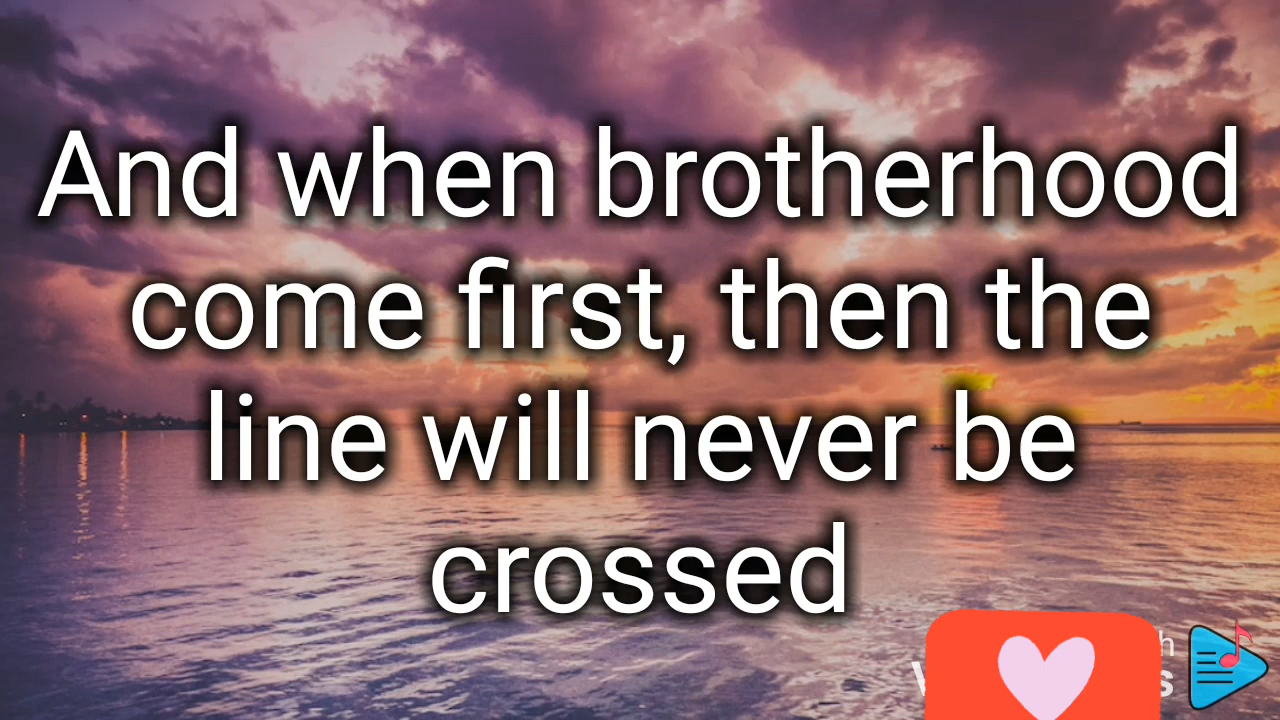 And when brotherhood
come first, then the
line will never be
crossed